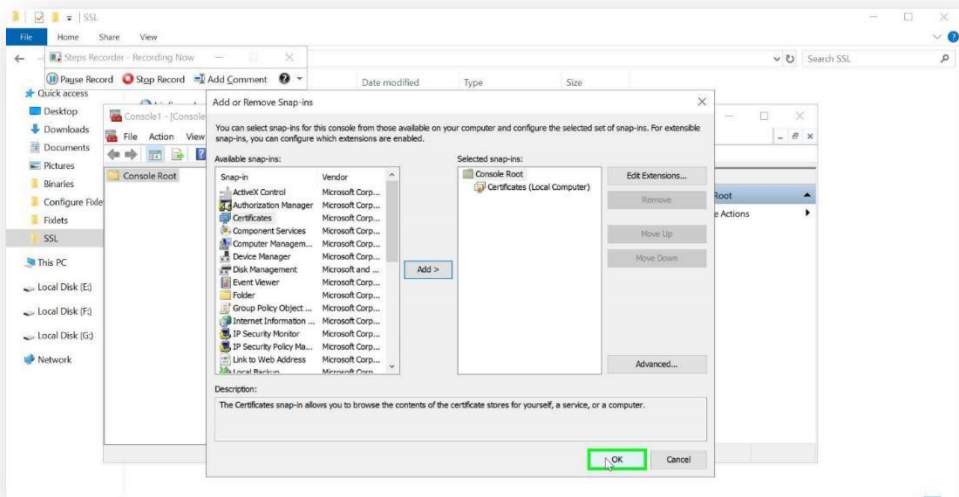 SSL
File Home Share View
Steps Recorder - Recording Now
Search SSL
Pause Record Stop Record Add Comment
Date modified Type Size
Quick access
Desktop
Downloads
Documents
Pictures
Binaries
Configure Fixle
Fixlets
SSL
This PC
Local Disk (E:)
Local Disk (F:)
Local Disk (G:)
Network
Console1 - [Console
File Action View
Console Root
Add or Remove Snap-ins
You can select snap-ins for this console from those available on your computer and configure the selected set of snap-ins. For extensible
snap-ins, you can configure which extensions are enabled.
Available snap-ins:
Snap-in Vendor
ActiveX Control Microsoft Corp...
Authorization Manager Microsoft Corp...
Certificates Microsoft Corp...
Component Services Microsoft Corp...
Computer Managem... Microsoft Corp...
Device Manager Microsoft Corp...
Disk Management Microsoft and ...
Event Viewer Microsoft Corp...
Folder Microsoft Corp...
Group Policy Object ... Microsoft Corp...
Internet Information ... Microsoft Corp...
IP Security Monitor Microsoft Corp...
IP Security Policy Ma... Microsoft Corp...
Link to Web Address Microsoft Corp...
Local Backup Microsoft Corp
Add >
Selected snap-ins:
Console Root
Certificates (Local Computer)
Edit Extensions...
Remove
Move Up
Move Down
Advanced...
Root
e Actions
Description:
The Certificates snap-in allows you to browse the contents of the certificate stores for yourself, a service, or a computer.
OK Cancel